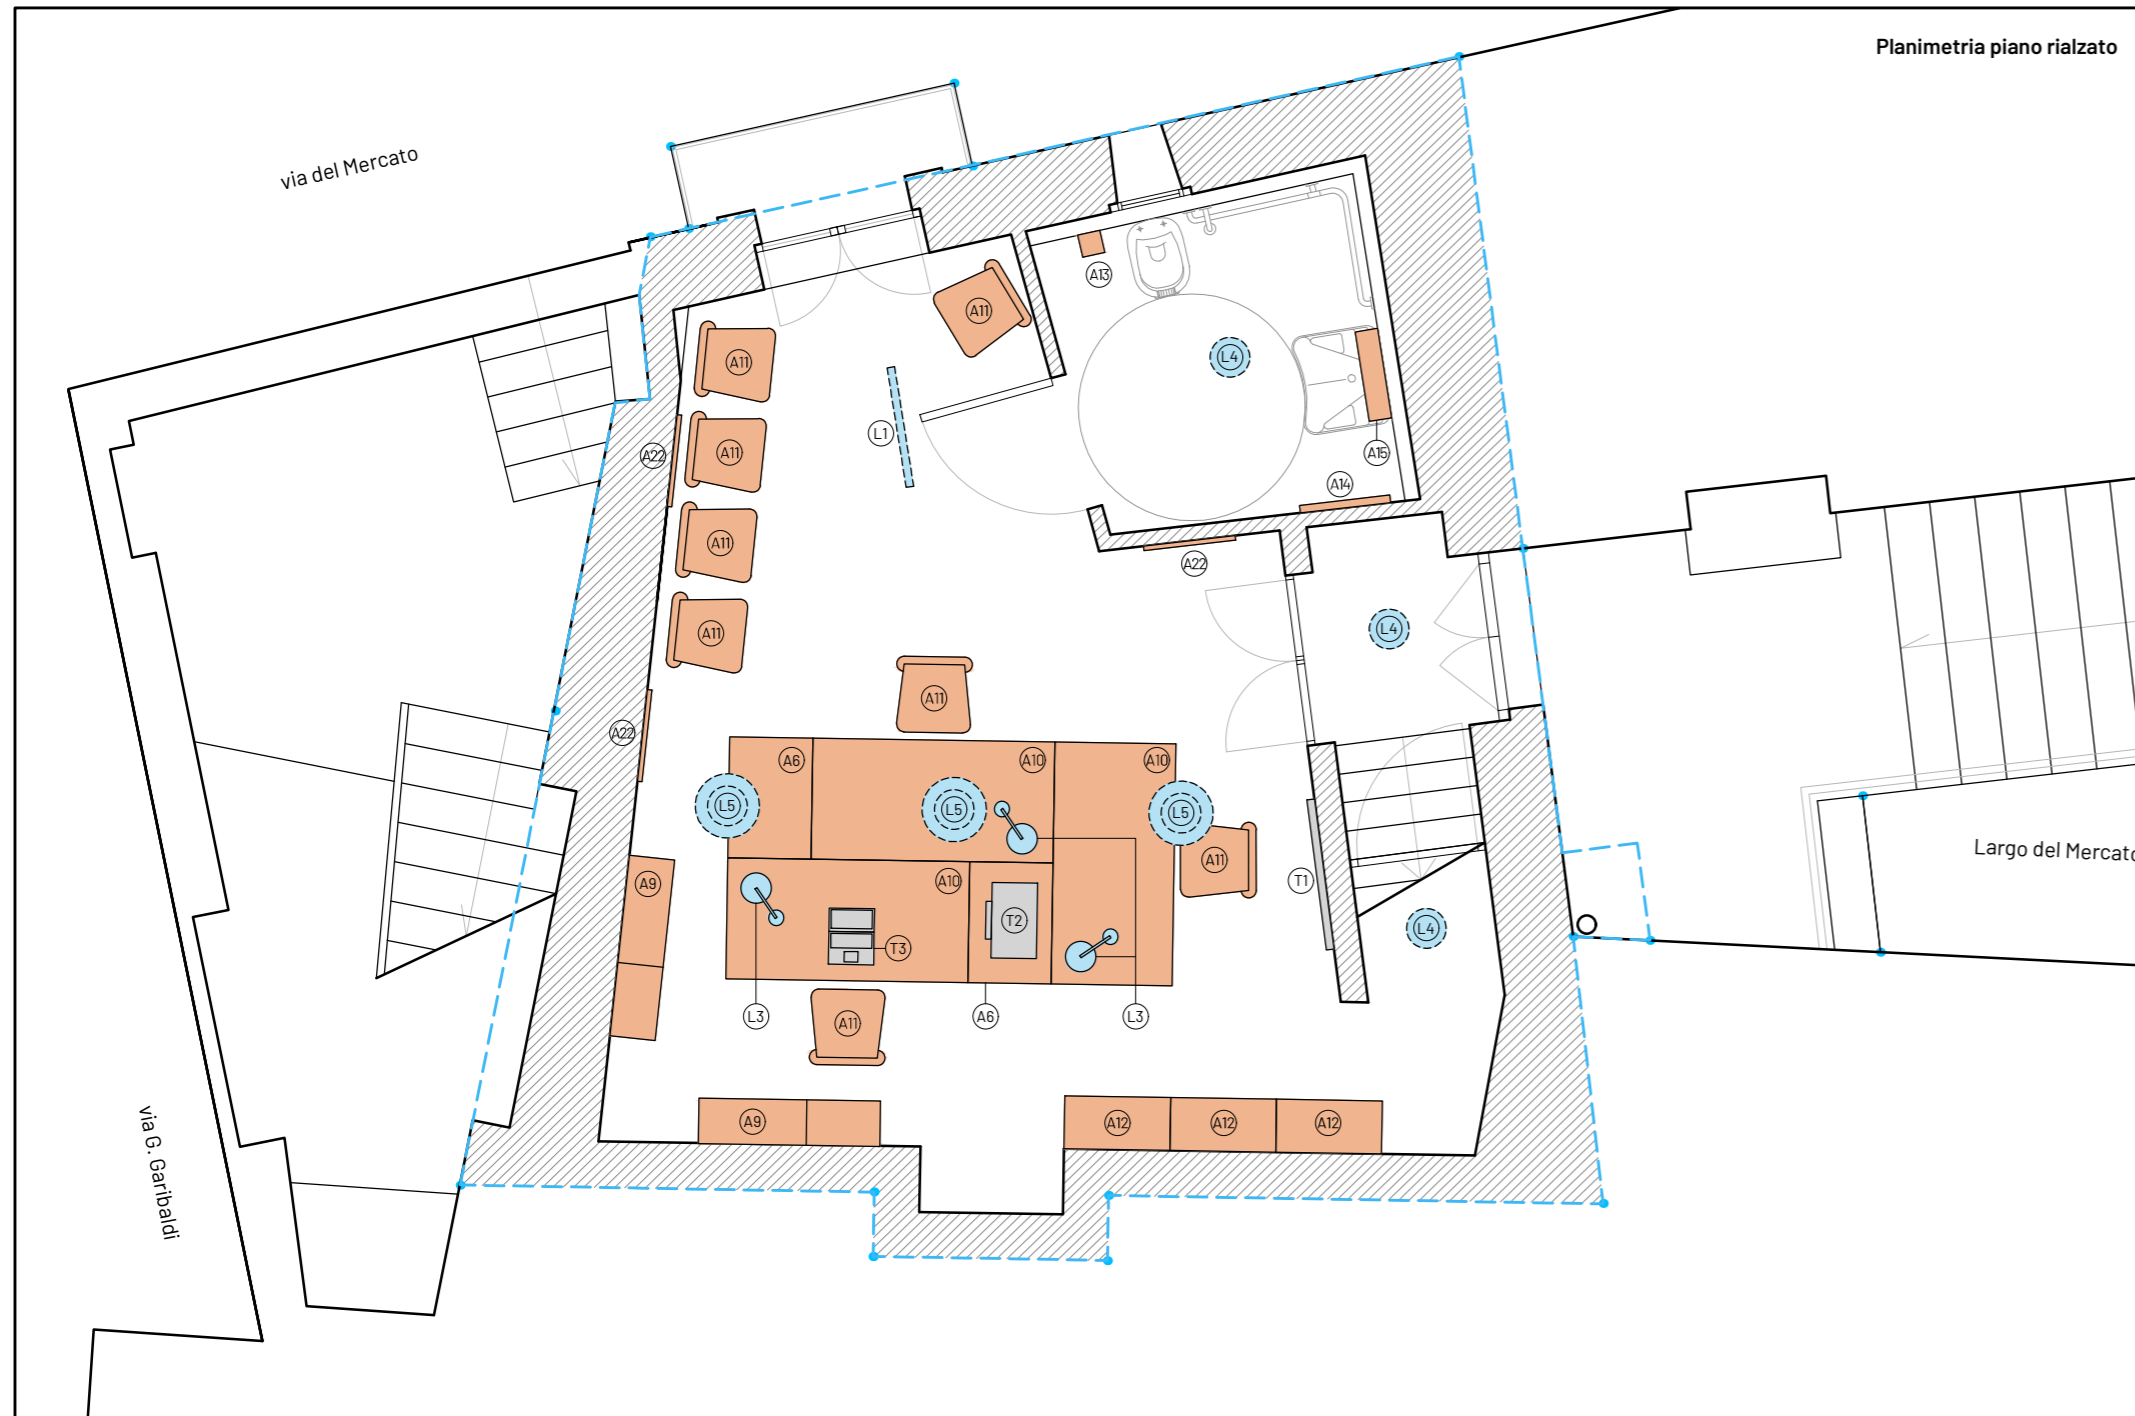 Planimetria piano rialzato
via del Mercato
A13
A11
L4
A11
L1
A22
A11
A15
A14
A11
A22
L4
A11
A11
A22
A6
A10
A10
L5
L5
L5
A11
A9
A10
T1
T2
L4
T3
L3
A6
L3
A11
A9
A12
A12
A12
Largo del Mercato
via G. Garibaldi